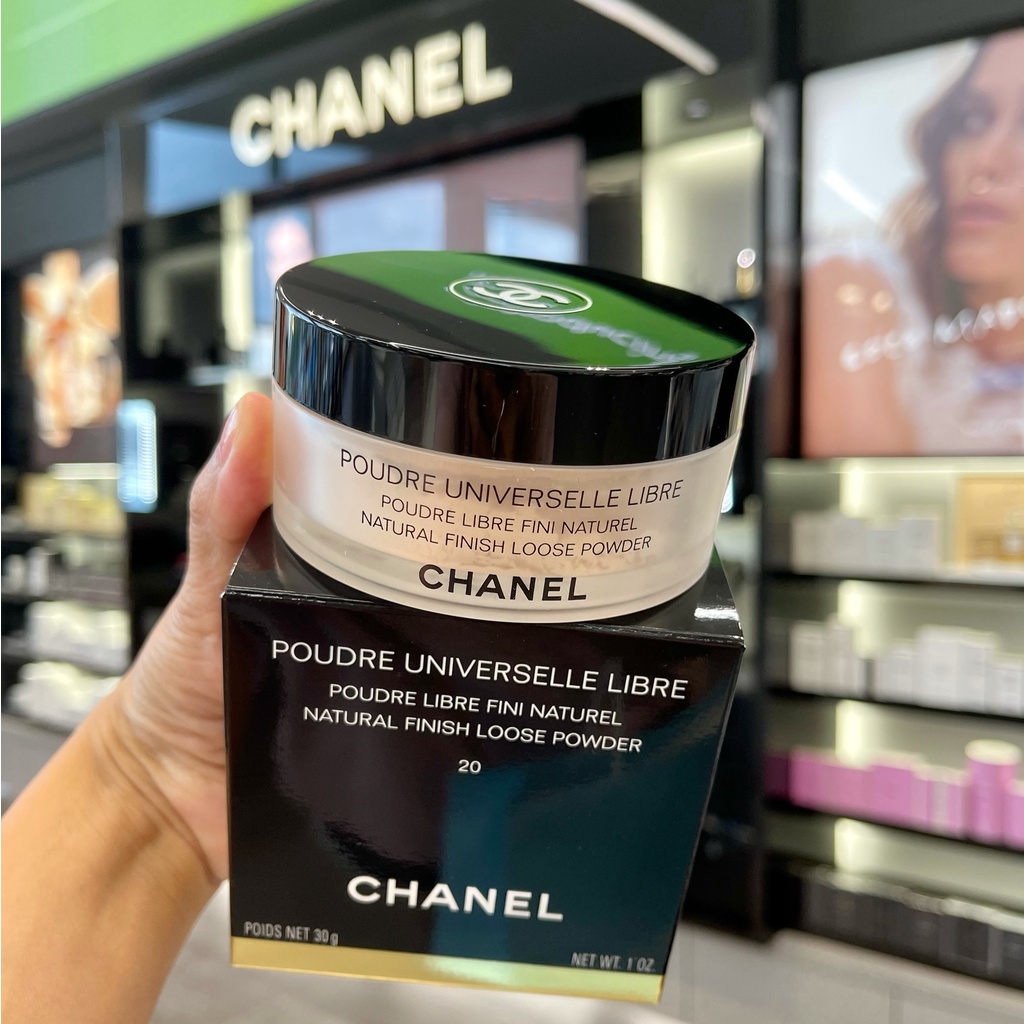 CHANEL
POUDRE UNIVERSELLE LIBRE
POUDRE LIBRE FINI NATUREL
NATURAL FINISH LOOSE POWDER
CHANEL
POUDRE UNIVERSELLE LIBRE
POUDRE LIBRE FINI NATUREL
NATURAL FINISH LOOSE POWDER
20
CHANEL
POIDS NET 30g
NET WT. 1 OZ.